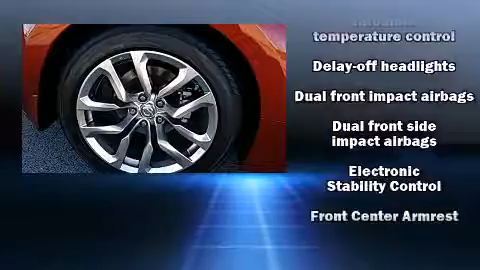 temperature control
Delay-off headlights
Dual front impact airbags
Dual front side
impact airbags
Electronic
Stability Control
Front Center Armrest